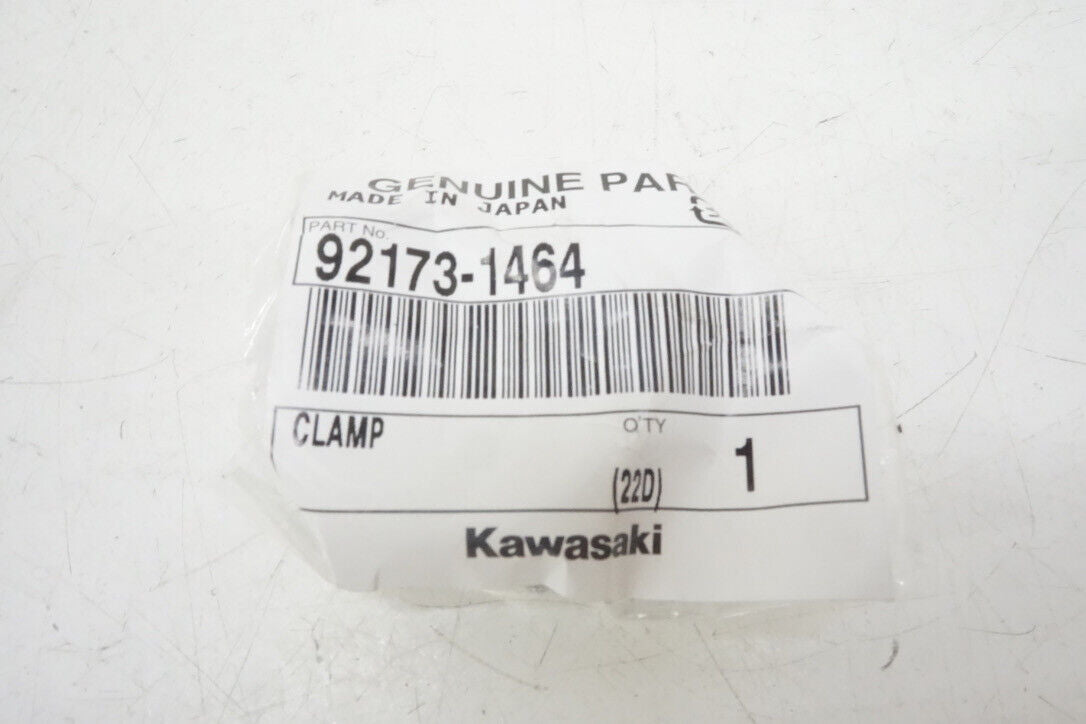 GENUINE PAR
MADE IN JAPAN
PART No.
92173-1464
CLAMP
Q'TY
(22D)
1
Kawasaki